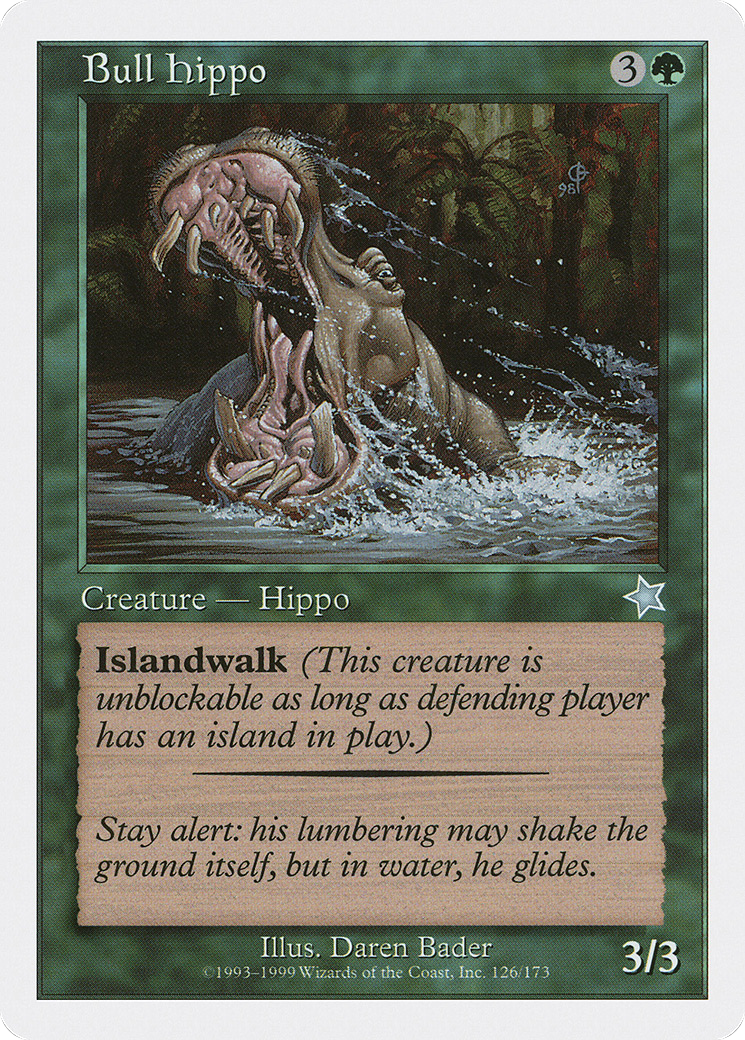 Bull Hippo
3
Creature — Hippo
Islandwalk (This creature is
unblockable as long as defending player
has an island in play.)
Stay alert: his lumbering may shake the
ground itself, but in water, he glides.
Illus. Daren Bader
©1993–1999 Wizards of the Coast, Inc. 126/173
3/3